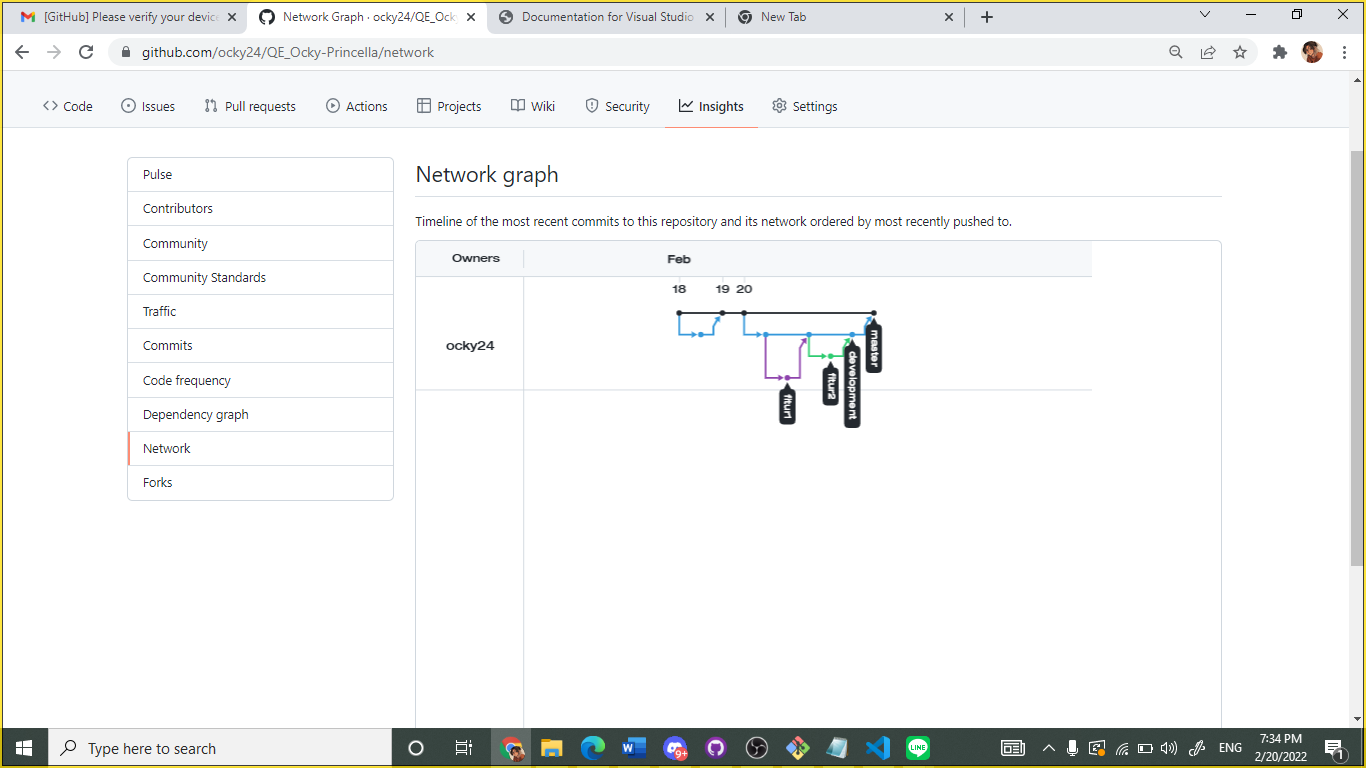 [GitHub] Please verify your device
Network Graph · ocky24/QE_Ock
Documentation for Visual Studio
New Tab
github.com/ocky24/QE_Ocky-Princella/network
Code
Issues
Pull requests
Actions
Projects
Wiki
Security
Insights
Settings
Pulse
Contributors
Community
Community Standards
Traffic
Commits
Code frequency
Dependency graph
Network
Forks
Network graph
Timeline of the most recent commits to this repository and its network ordered by most recently pushed to.
Owners
Feb
18 19 20
ocky24
master
development
fitur2
fitur1
Type here to search
ENG
7:34 PM
2/20/2022
1
LINE